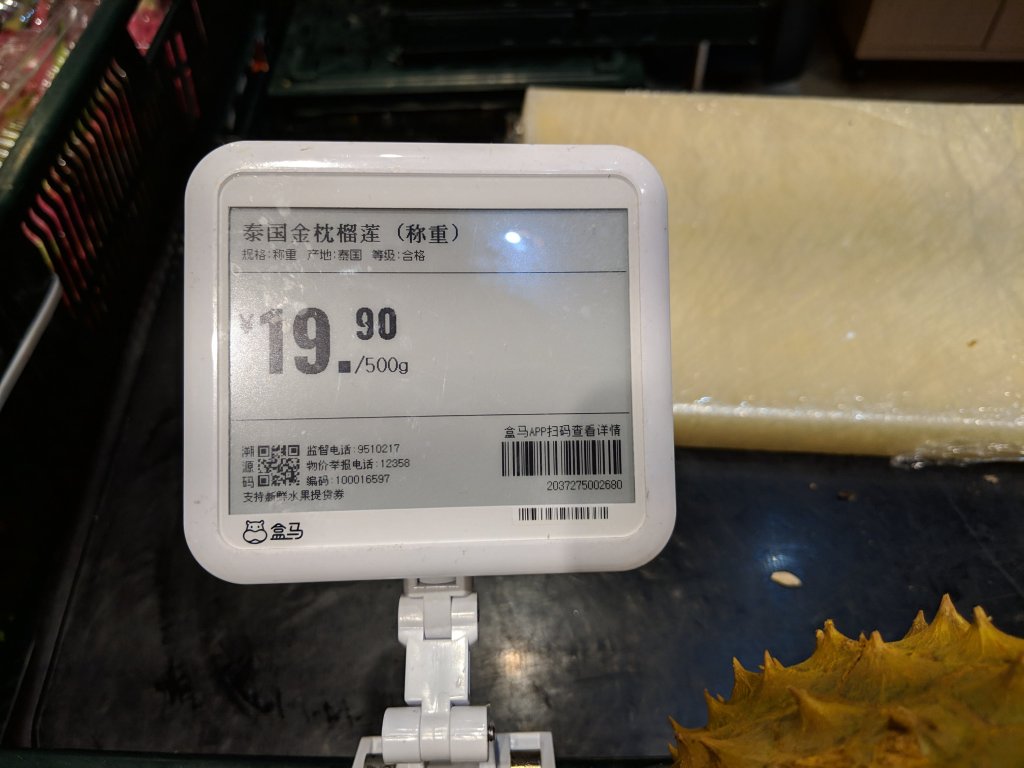 泰国金枕榴莲（称重）
规格:称重 产地:泰国 等级:合格
¥19.90/500g
盒马APP扫码查看详情
溯源码
监督电话:9510217
物价举报电话:12358
编码:100016597
支持新鲜水果提货券
2037275002680
盒马